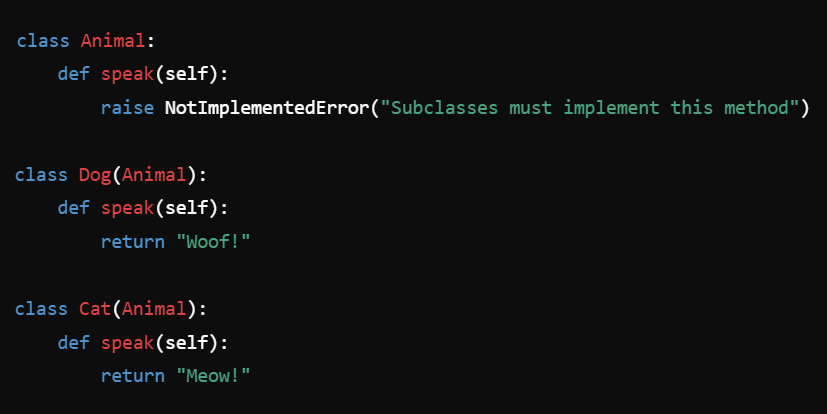 class Animal:
    def speak(self):
        raise NotImplementedError("Subclasses must implement this method")
class Dog(Animal):
    def speak(self):
        return "Woof!"
class Cat(Animal):
    def speak(self):
        return "Meow!"